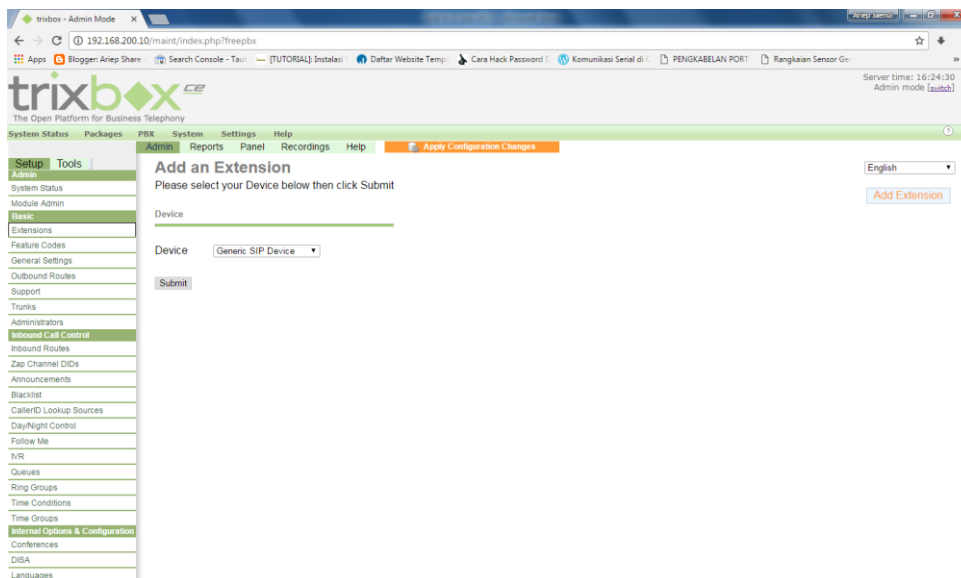 trixbox - Admin Mode
192.168.200.10/maint/index.php?freepbx
Apps Blogger: Ariep Share Search Console - Taut [TUTORIAL]: Instalasi Daftar Website Temp Cara Hack Password Komunikasi Serial di PENGKABELAN PORT Rangkaian Sensor Ge
Server time: 16:24:30
Admin mode [switch]
trixbox ce
The Open Platform for Business Telephony
System Status Packages PBX System Settings Help
Admin Reports Panel Recordings Help Apply Configuration Changes
Setup Tools
Add an Extension
English
Please select your Device below then click Submit
Add Extension
Device
Device Generic SIP Device
Submit
Admin
System Status
Module Admin
Basic
Extensions
Feature Codes
General Settings
Outbound Routes
Support
Trunks
Administrators
Inbound Call Control
Inbound Routes
Zap Channel DIDs
Announcements
Blacklist
CallerID Lookup Sources
Day/Night Control
Follow Me
IVR
Queues
Ring Groups
Time Conditions
Time Groups
Internal Options & Configuration
Conferences
DISA
Languages